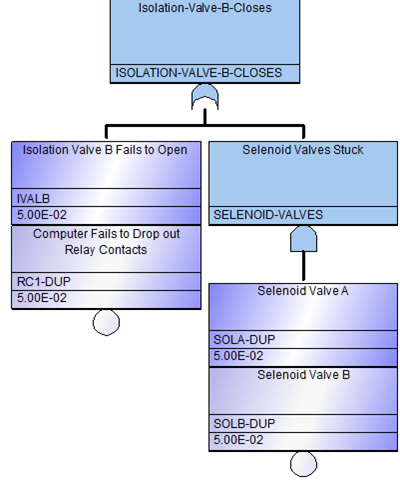 Isolation-Valve-B-Closes
ISOLATION-VALVE-B-CLOSES
Isolation Valve B Fails to Open
IVALB
5.00E-02
Computer Fails to Drop out
Relay Contacts
RC1-DUP
5.00E-02
Selenoid Valves Stuck
SELENOID-VALVES
Selenoid Valve A
SOLA-DUP
5.00E-02
Selenoid Valve B
SOLB-DUP
5.00E-02